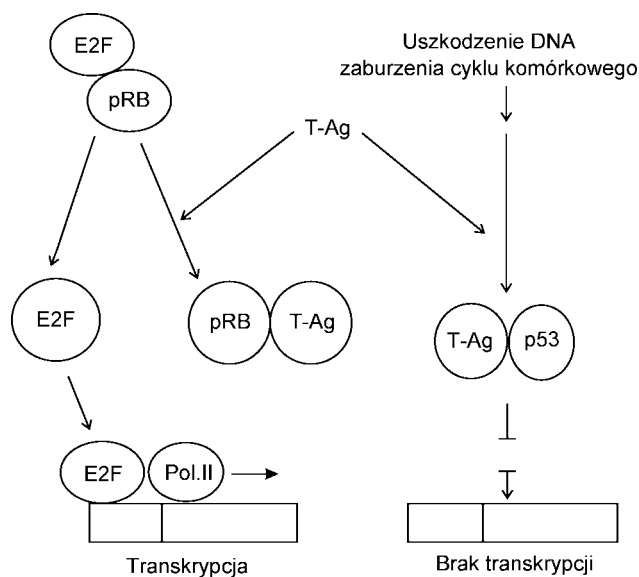 E2F
pRB
Uszkodzenie DNA
zaburzenia cyklu komórkowego
T-Ag
E2F
pRB
T-Ag
T-Ag
p53
E2F
Pol.II
Transkrypcja
Brak transkrypcji